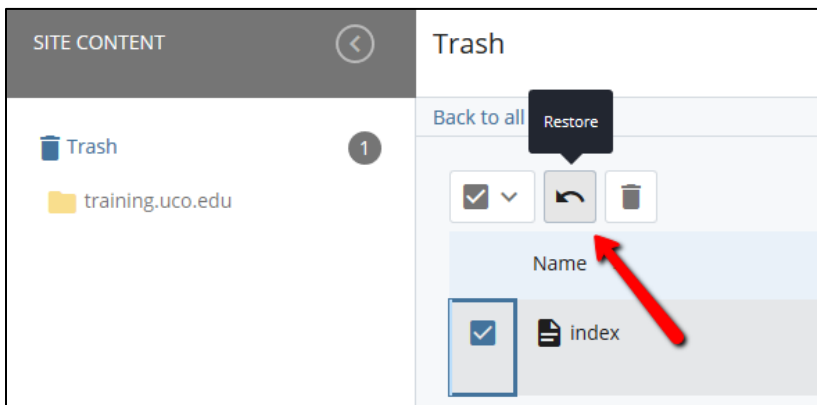 SITE CONTENT
Trash
1
training.uco.edu
Trash
Back to all
Restore
Name
index